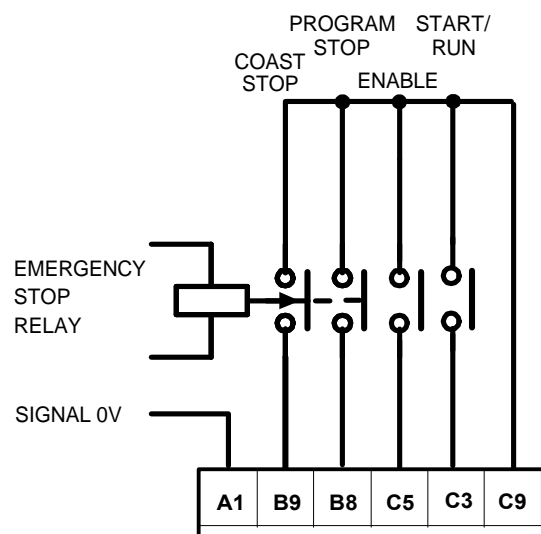 PROGRAM STOP
START/ RUN
COAST STOP
ENABLE
EMERGENCY
STOP
RELAY
SIGNAL 0V
A1 B9 B8 C5 C3 C9